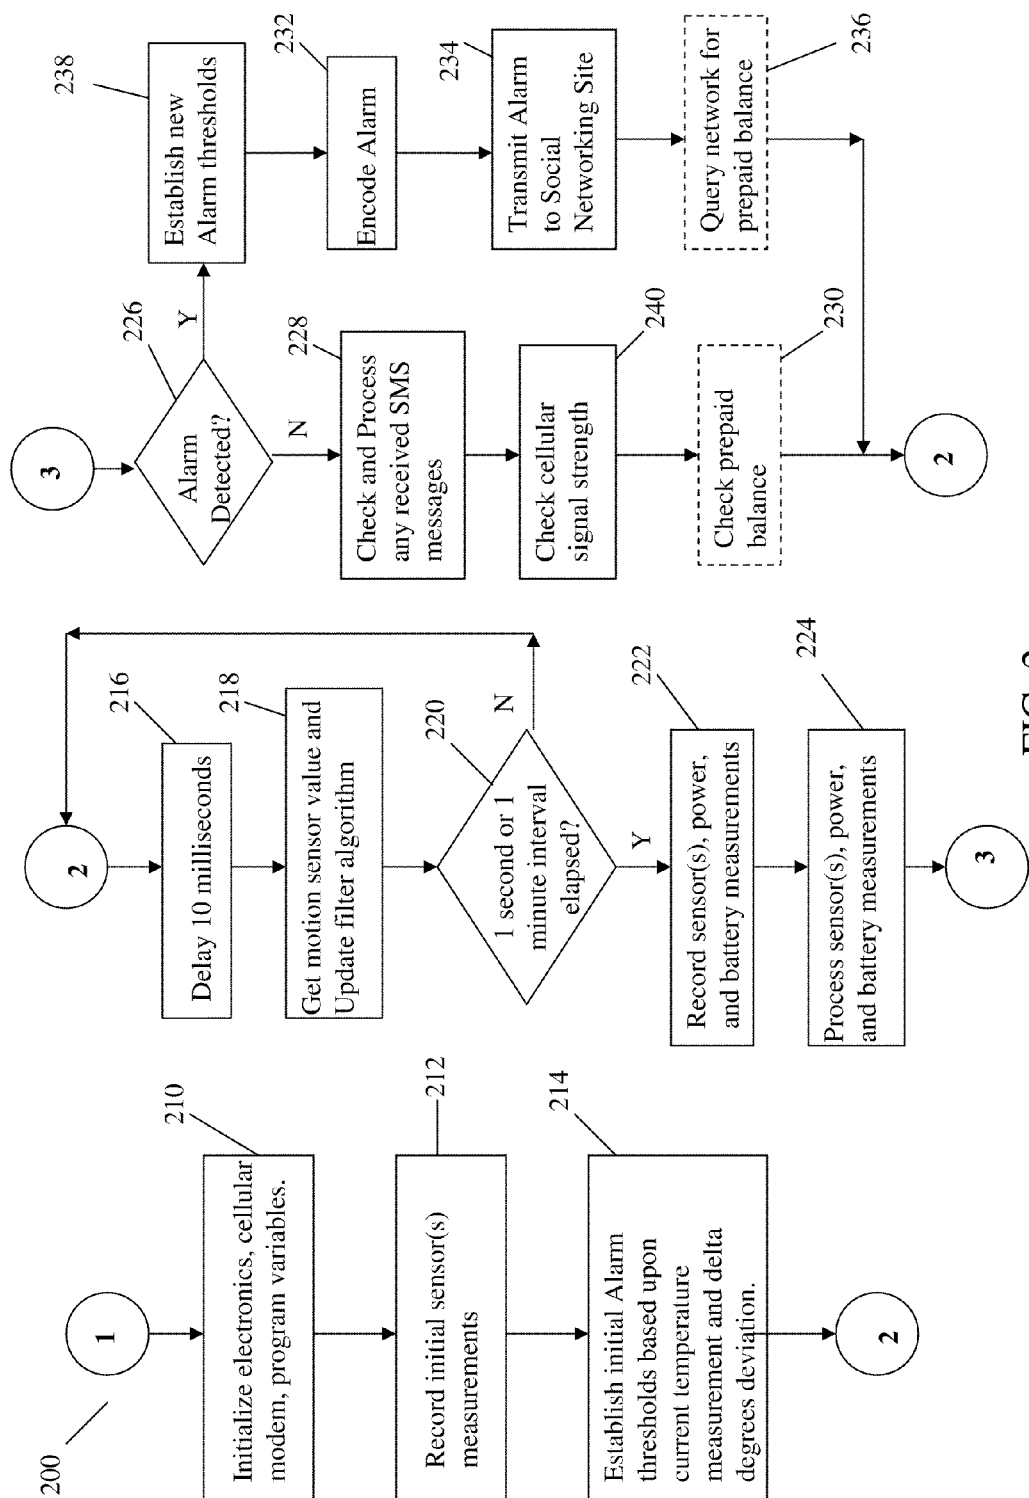 200
1
210
Initialize electronics, cellular
modem, program variables.
212
Record initial sensor(s)
measurements
214
Establish initial Alarm
thresholds based upon
current temperature
measurement and delta
degrees deviation.
2
2
216
Delay 10 milliseconds
218
Get motion sensor value and
Update filter algorithm
220
1 second or 1
minute interval
elapsed?
N
Y
222
Record sensor(s), power,
and battery measurements
224
Process sensor(s), power,
and battery measurements
3
3
226
Alarm
Detected?
Y
N
228
Check and Process
any received SMS
messages
240
Check cellular
signal strength
230
Check prepaid
balance
2
238
Establish new
Alarm thresholds
232
Encode Alarm
234
Transmit Alarm
to Social
Networking Site
236
Query network for
prepaid balance
FIG.